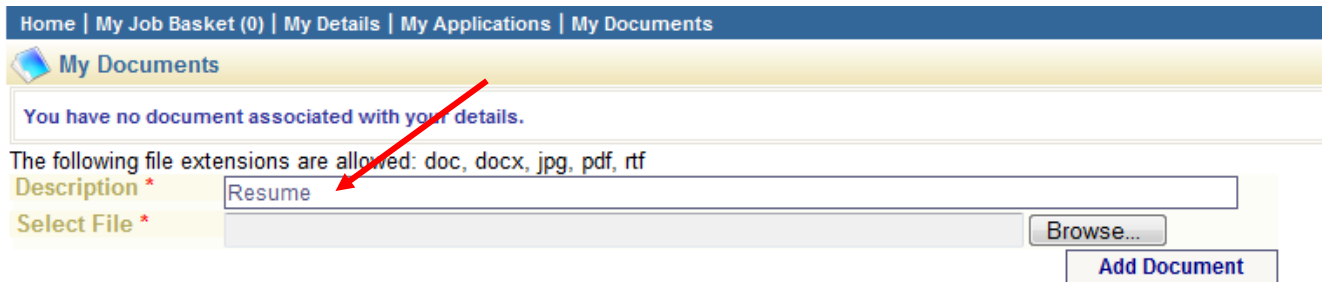 Home | My Job Basket (0) | My Details | My Applications | My Documents
My Documents
You have no document associated with your details.
The following file extensions are allowed: doc, docx, jpg, pdf, rtf
Description * Resume
Select File * Browse...
Add Document